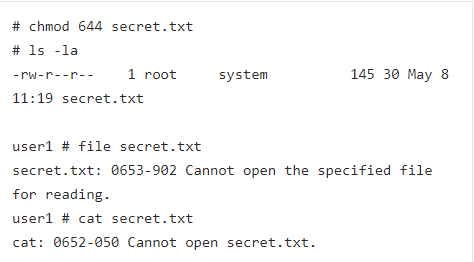 # chmod 644 secret.txt
# ls -la
-rw-r--r--    1 root     system          145 30 May 8
11:19 secret.txt
user1 # file secret.txt
secret.txt: 0653-902 Cannot open the specified file
for reading.
user1 # cat secret.txt
cat: 0652-050 Cannot open secret.txt.